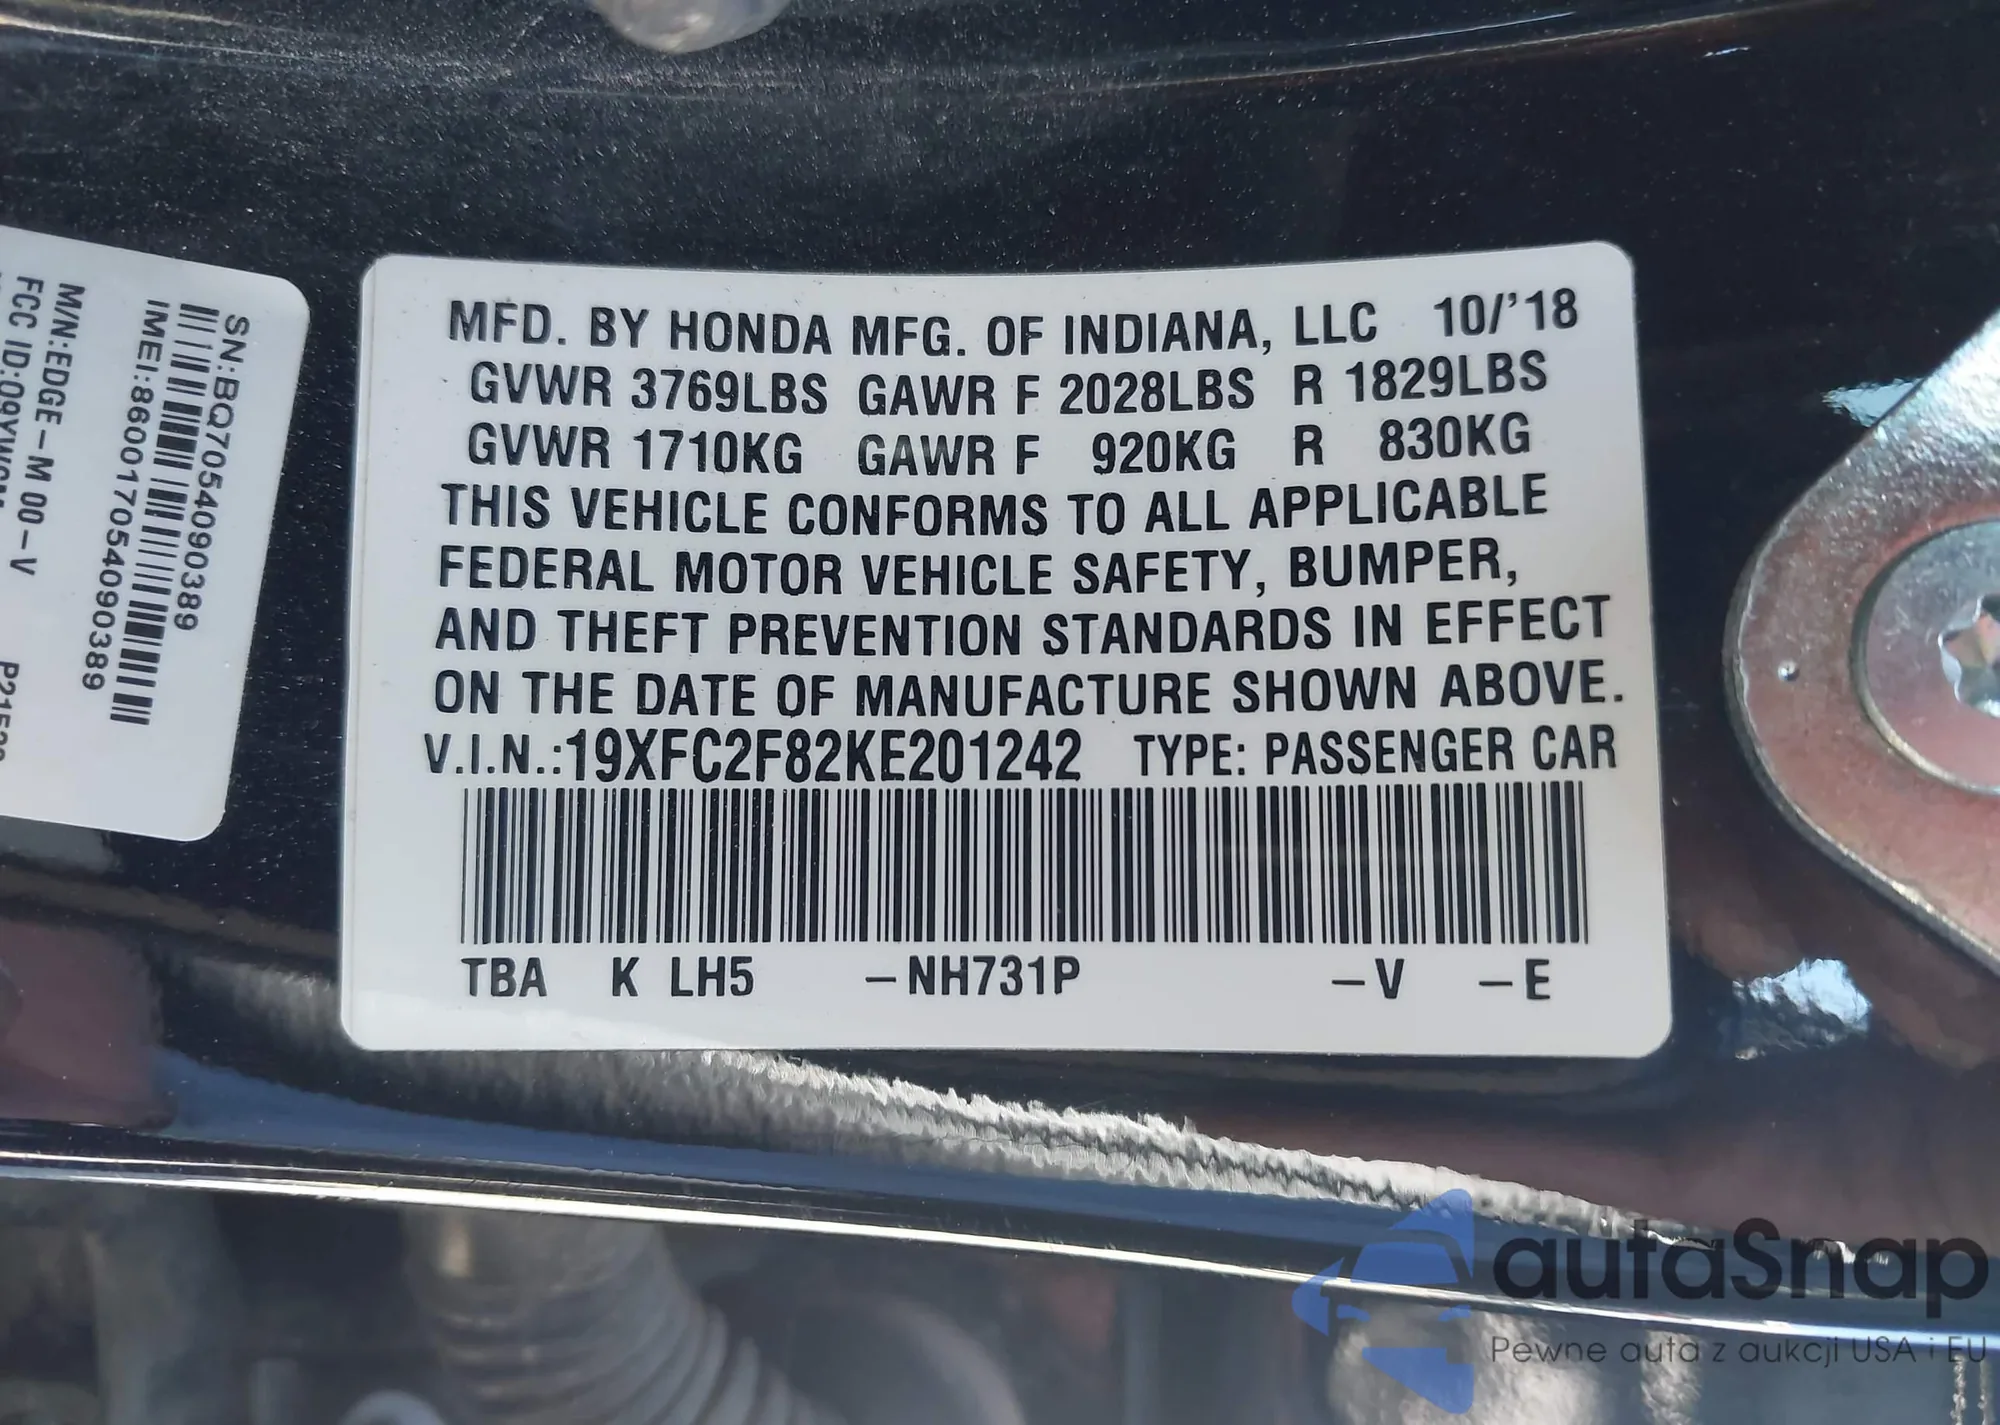 SN:BQ7054090389
IMEI:860017054090389
M/N:EDGE-M 00-V
P215
MFD. BY HONDA MFG. OF INDIANA, LLC 10/'18
GVWR 3769LBS GAWR F 2028LBS R 1829LBS
GVWR 1710KG GAWR F 920KG R 830KG
THIS VEHICLE CONFORMS TO ALL APPLICABLE
FEDERAL MOTOR VEHICLE SAFETY, BUMPER,
AND THEFT PREVENTION STANDARDS IN EFFECT
ON THE DATE OF MANUFACTURE SHOWN ABOVE.
V.I.N.:19XFC2F82KE201242 TYPE: PASSENGER CAR
TBA K LH5 -NH731P -V -E
autaSnap
Pewne auta z aukcji USA i EU